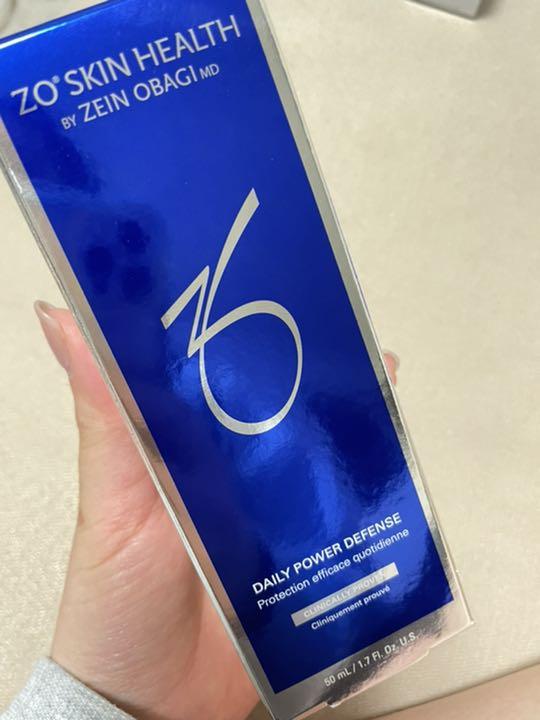 ZO® SKIN HEALTH
BY ZEIN OBAGI MD
DAILY POWER DEFENSE
Protection efficace quotidienne
CLINICALLY PROVEN
Cliniquement prouvé
50 mL / 1.7 Fl. Oz. U.S.